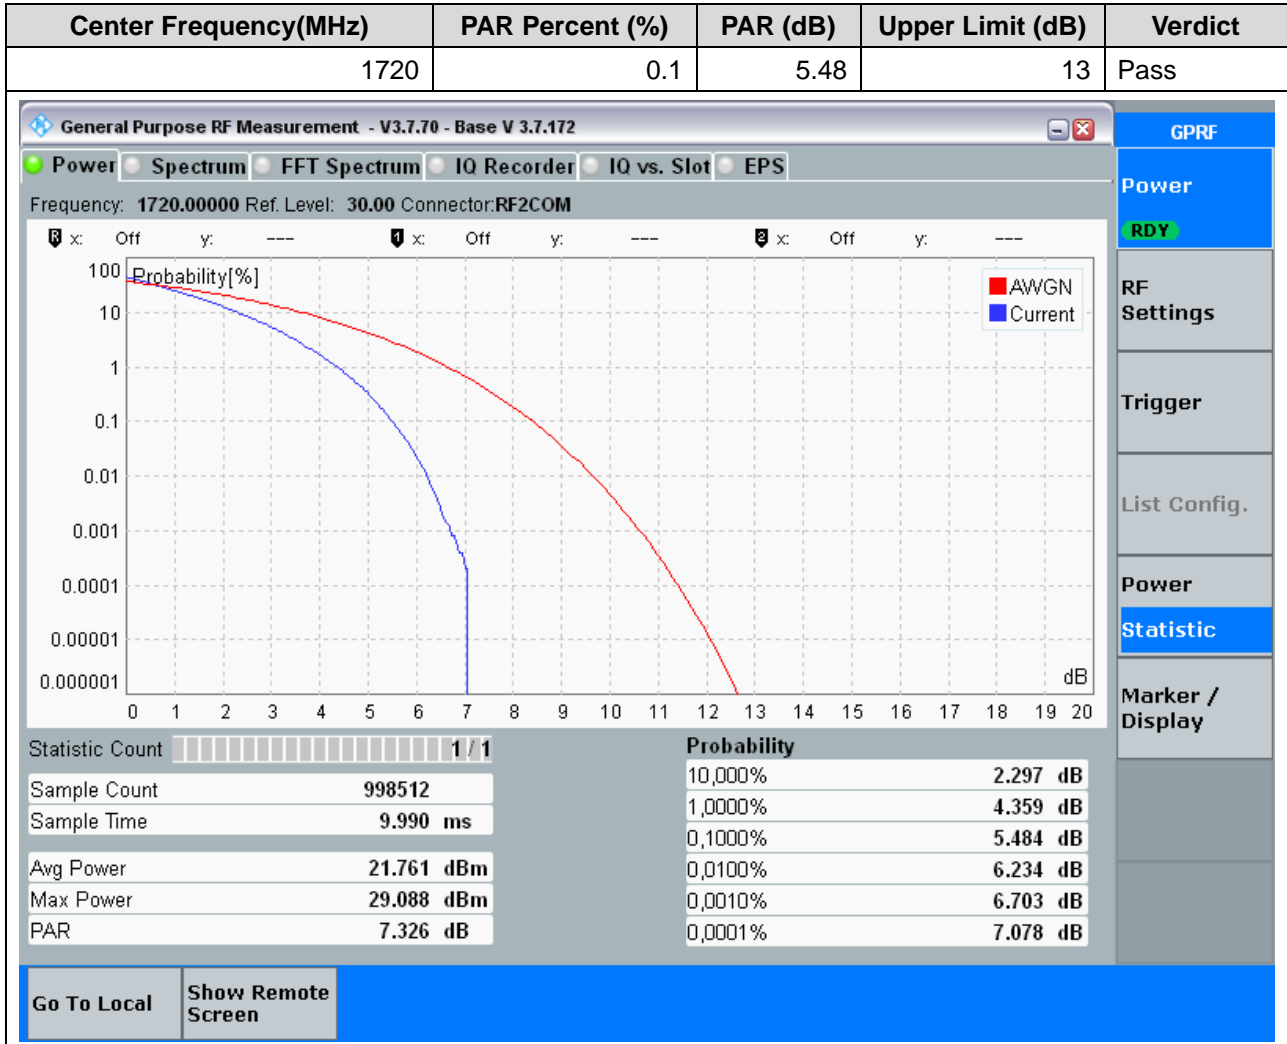 Center Frequency(MHz) PAR Percent (%) PAR (dB) Upper Limit (dB) Verdict
1720 0.1 5.48 13 Pass
General Purpose RF Measurement - V3.7.70 - Base V 3.7.172
GPRF
Power Spectrum FFT Spectrum IQ Recorder IQ vs. Slot EPS
Power
RDY
Frequency: 1720.00000 Ref. Level: 30.00 Connector:RF2COM
R x: Off y: --- 1 x: Off y: --- 2 x: Off y: ---
Probability[%]
AWGN
Current
100
10
1
0.1
0.01
0.001
0.0001
0.00001
0.000001
dB
0 1 2 3 4 5 6 7 8 9 10 11 12 13 14 15 16 17 18 19 20
RF
Settings
Trigger
List Config.
Power
Statistic
Marker /
Display
Statistic Count 1 / 1
Sample Count 998512
Sample Time 9.990 ms
Avg Power 21.761 dBm
Max Power 29.088 dBm
PAR 7.326 dB
Probability
10,000% 2.297 dB
1,0000% 4.359 dB
0,1000% 5.484 dB
0,0100% 6.234 dB
0,0010% 6.703 dB
0,0001% 7.078 dB
Go To Local
Show Remote
Screen